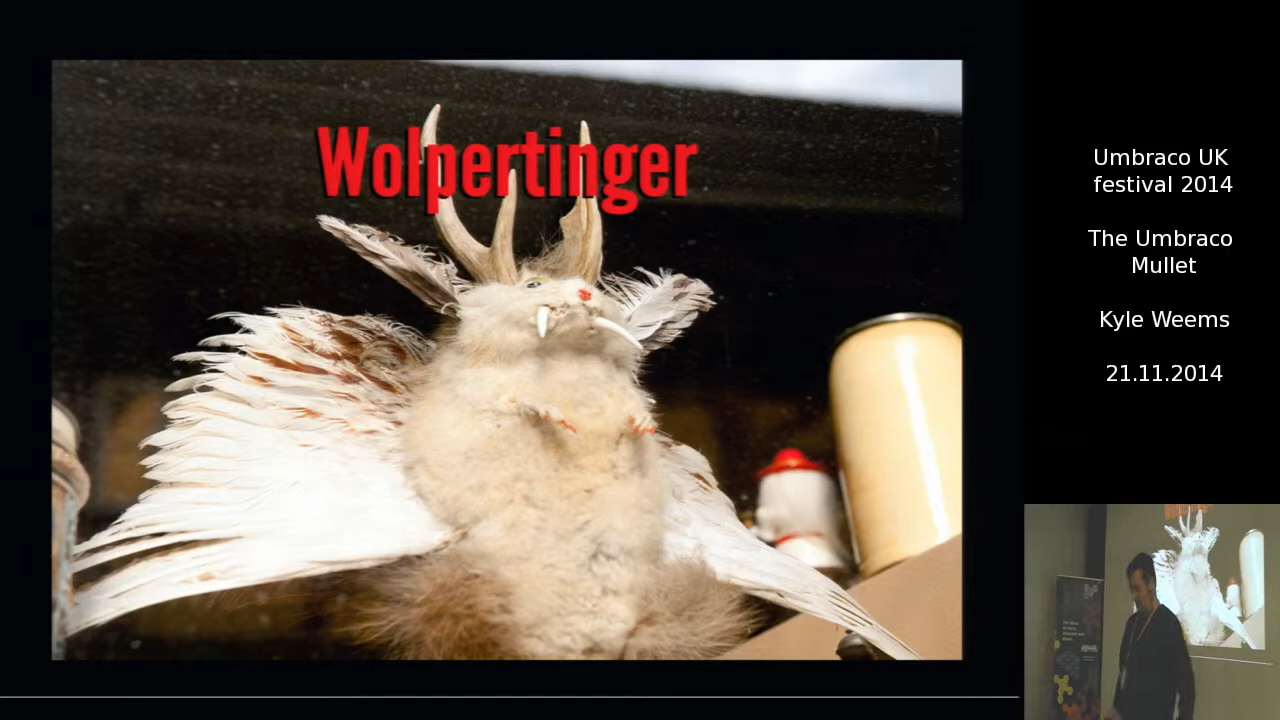 Wolpertinger
Umbraco UK
festival 2014
The Umbraco
Mullet
Kyle Weems
21.11.2014